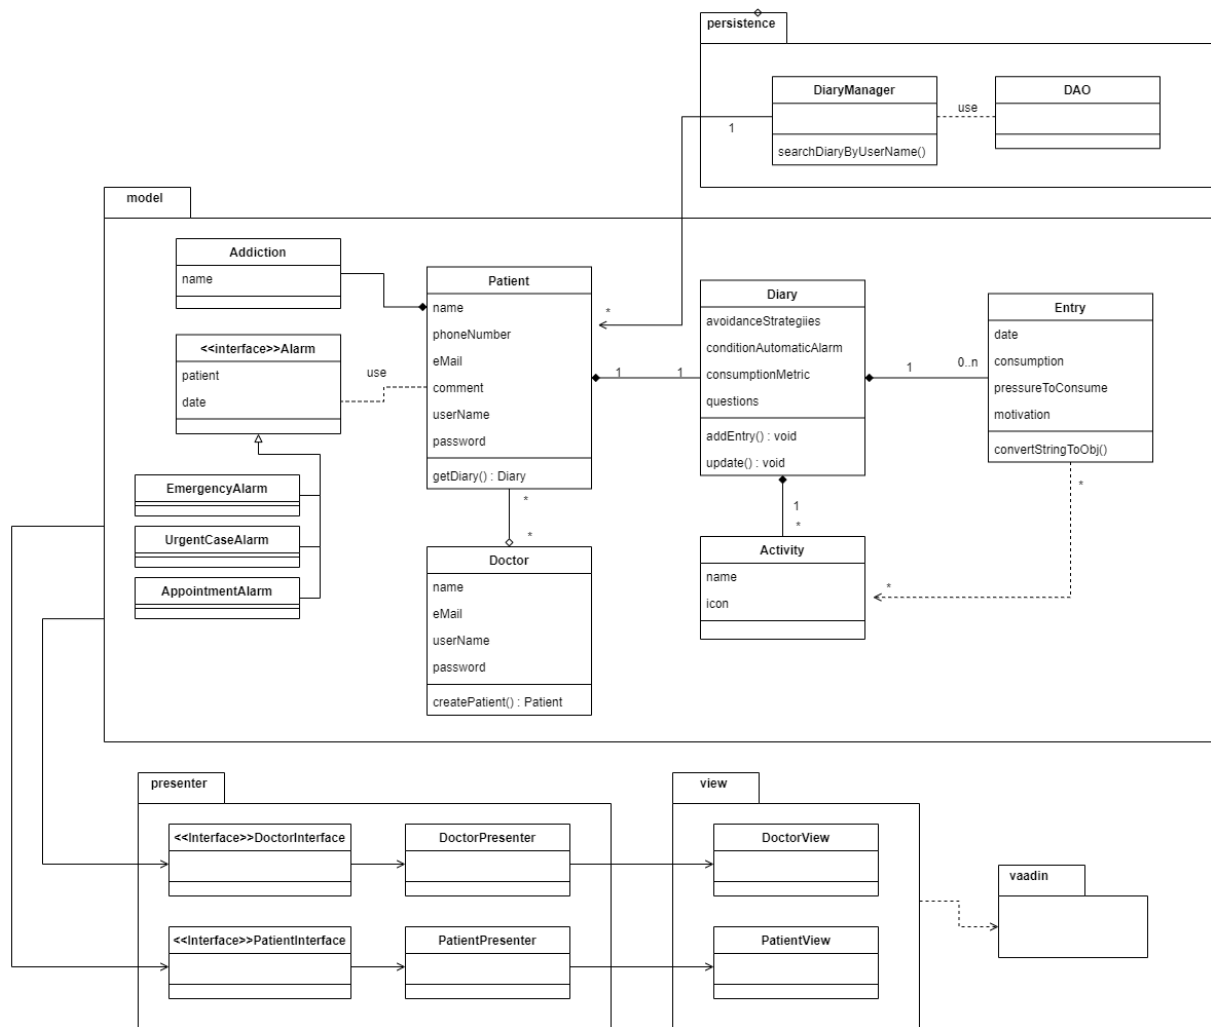 persistence
DiaryManager
searchDiaryByUserName()
use
DAO
1
*
model
Addiction
name
<<interface>>Alarm
patient
date
use
EmergencyAlarm
UrgentCaseAlarm
AppointmentAlarm
Patient
name
phoneNumber
eMail
comment
userName
password
getDiary() : Diary
1
1
*
*
Doctor
name
eMail
userName
password
createPatient() : Patient
Diary
avoidanceStrategiies
conditionAutomaticAlarm
consumptionMetric
questions
addEntry() : void
update() : void
1
0..n
1
*
Entry
date
consumption
pressureToConsume
motivation
convertStringToObj()
*
*
Activity
name
icon
presenter
<<Interface>>DoctorInterface
DoctorPresenter
<<Interface>>PatientInterface
PatientPresenter
view
DoctorView
PatientView
vaadin